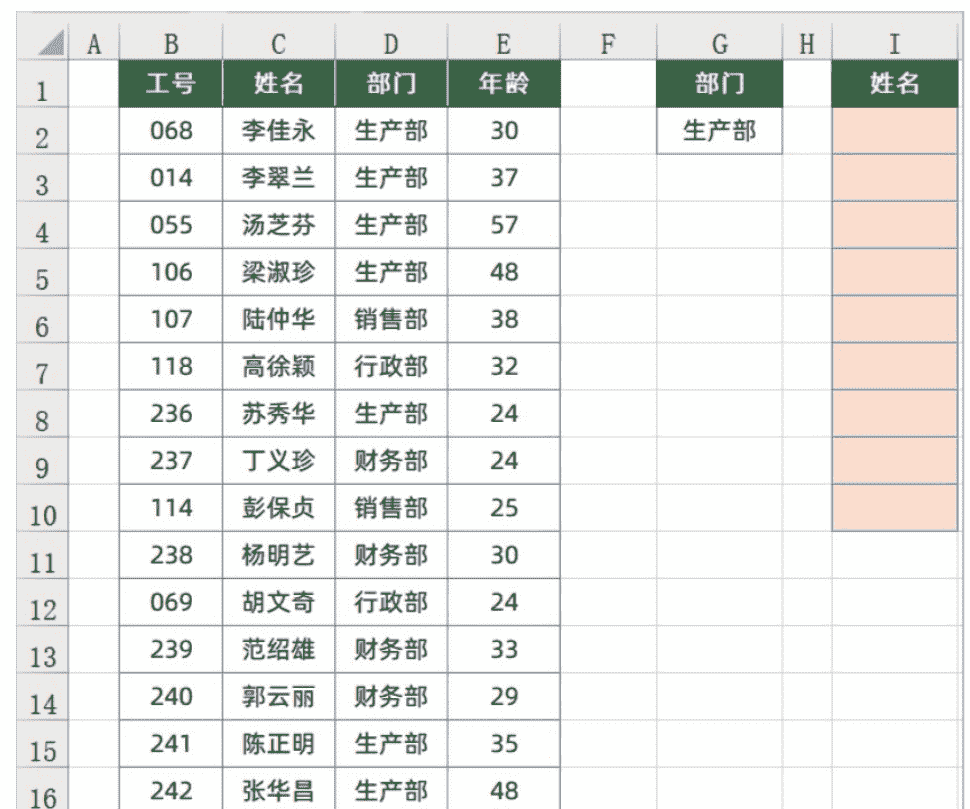 A B C D E F G H I
1 工号 姓名 部门 年龄 部门 姓名
2 068 李佳永 生产部 30 生产部
3 014 李翠兰 生产部 37
4 055 汤芝芬 生产部 57
5 106 梁淑珍 生产部 48
6 107 陆仲华 销售部 38
7 118 高徐颖 行政部 32
8 236 苏秀华 生产部 24
9 237 丁义珍 财务部 24
10 114 彭保贞 销售部 25
11 238 杨明艺 财务部 30
12 069 胡文奇 行政部 24
13 239 范绍雄 财务部 33
14 240 郭云丽 财务部 29
15 241 陈正明 生产部 35
16 242 张华昌 生产部 48